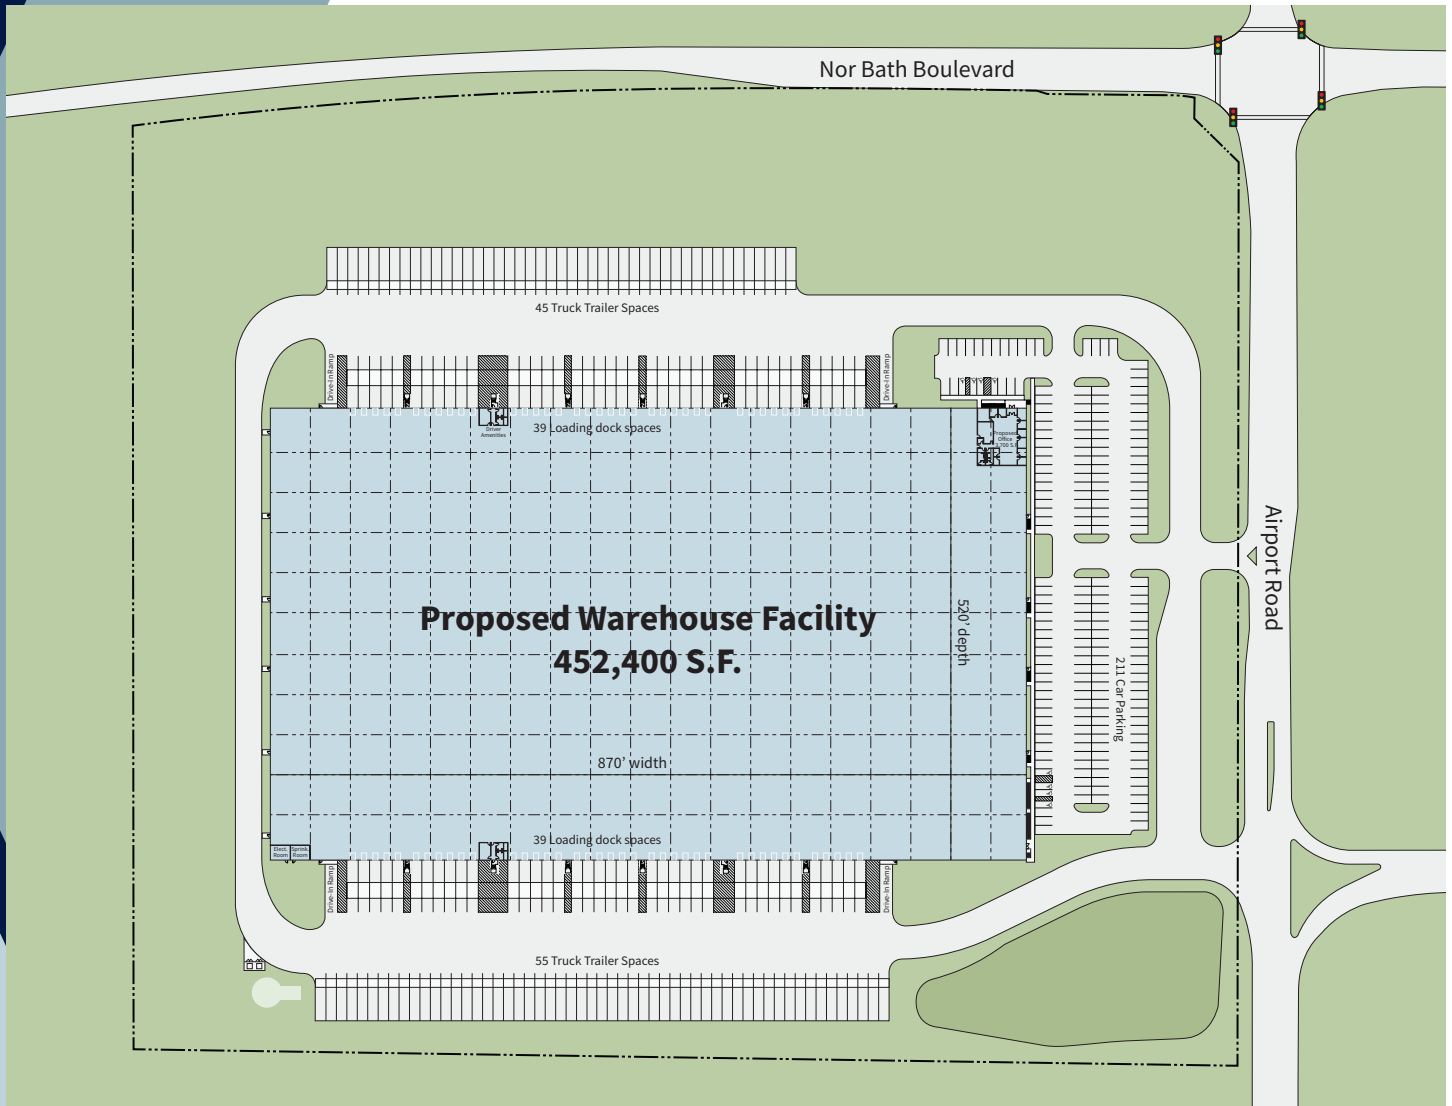 Nor Bath Boulevard
45 Truck Trailer Spaces
Drive-In Ramp
Drive-In Ramp
Driver
Amenities
39 Loading dock spaces
Proposed
Office
Airport Road
Proposed Warehouse Facility
452,400 S.F.
520’ depth
211 Car Parking
870’ width
39 Loading dock spaces
Elect.
Room
Sprink.
Room
Drive-In Ramp
Drive-In Ramp
55 Truck Trailer Spaces